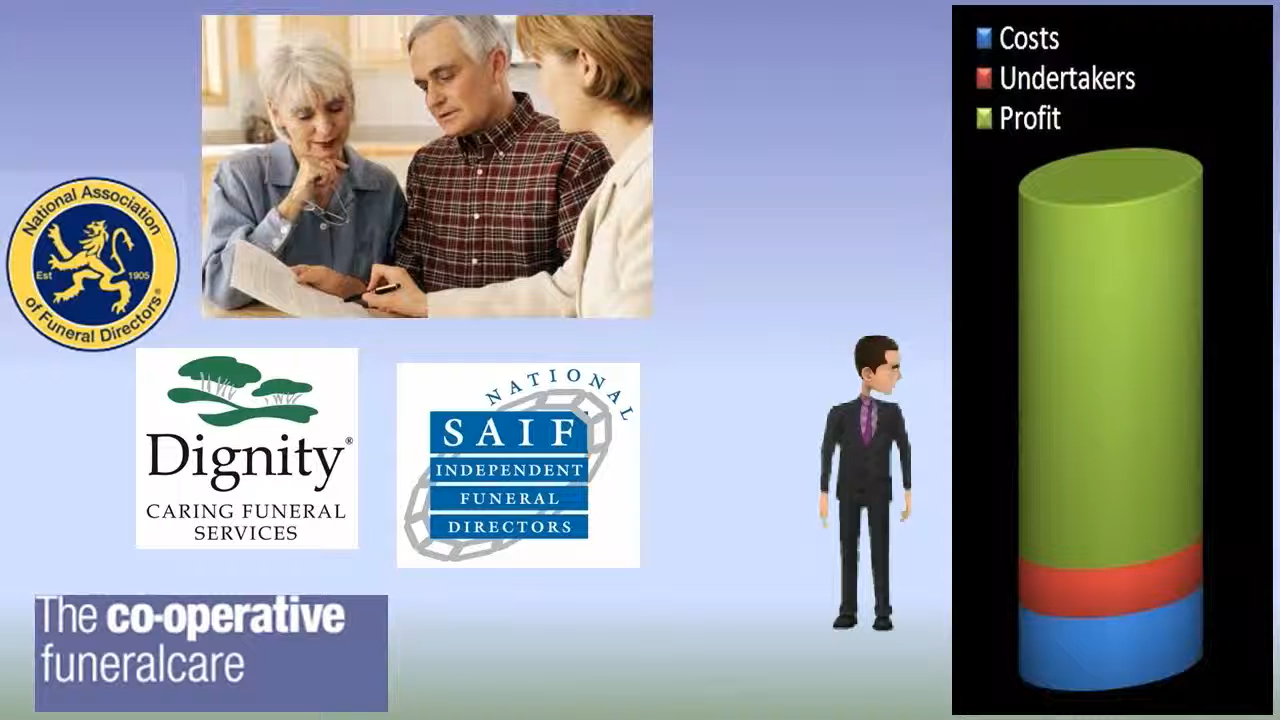 Costs
Undertakers
Profit
National Association
Est 1905
of Funeral Directors®
Dignity®
CARING FUNERAL
SERVICES
NATIONAL
SAIF
INDEPENDENT
FUNERAL
DIRECTORS
The co-operative
funeralcare